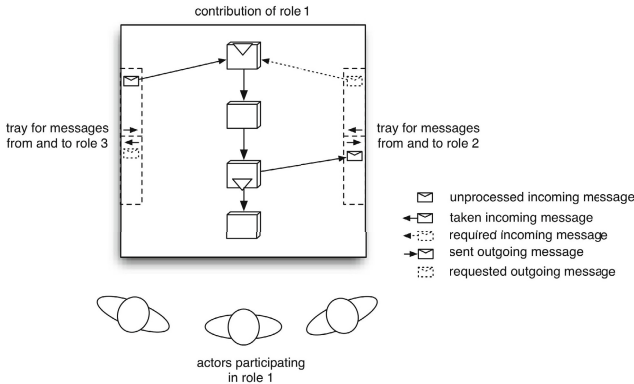 contribution of role 1
tray for messages
from and to role 3
tray for messages
from and to role 2
unprocessed incoming message
taken incoming message
required incoming message
sent outgoing message
requested outgoing message
actors participating
in role 1